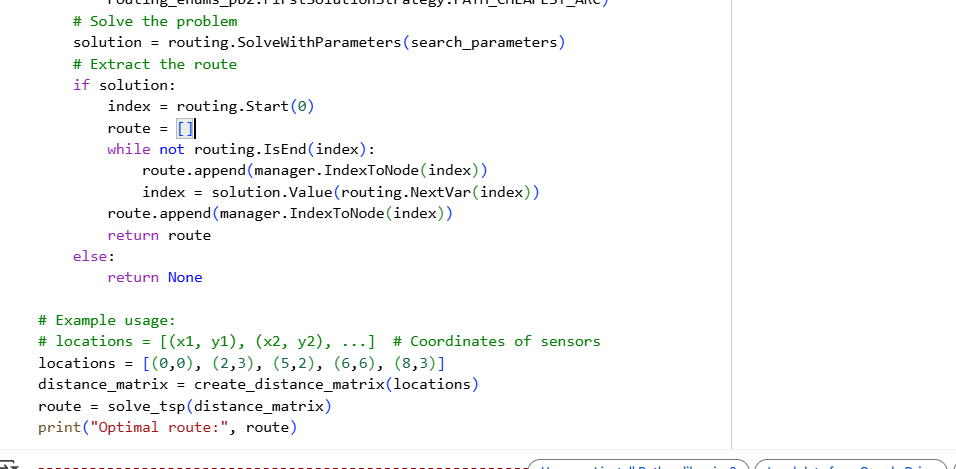 routing_enums_pb2.FirstSolutionStrategy.PATH_CHEAPEST_ARC)
# Solve the problem
solution = routing.SolveWithParameters(search_parameters)
# Extract the route
if solution:
index = routing.Start(0)
route = []
while not routing.IsEnd(index):
route.append(manager.IndexToNode(index))
index = solution.Value(routing.NextVar(index))
route.append(manager.IndexToNode(index))
return route
else:
return None
# Example usage:
# locations = [(x1, y1), (x2, y2), ...]  # Coordinates of sensors
locations = [(0,0), (2,3), (5,2), (6,6), (8,3)]
distance_matrix = create_distance_matrix(locations)
route = solve_tsp(distance_matrix)
print("Optimal route:", route)